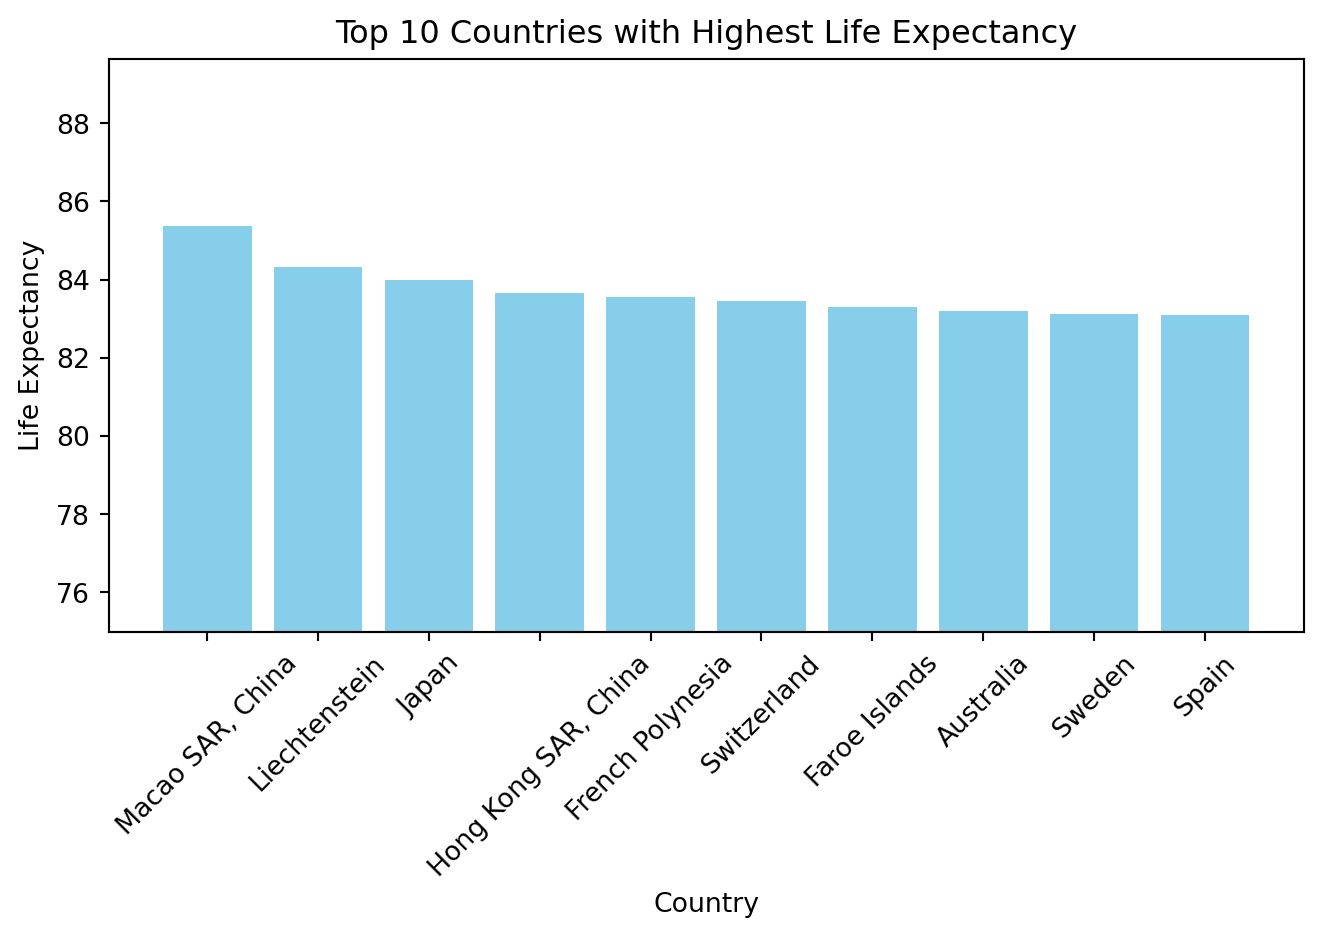 Top 10 Countries with Highest Life Expectancy
88
86
84
82
80
78
76
Life Expectancy
Macao SAR, China
Liechtenstein
Japan
Hong Kong SAR, China
French Polynesia
Switzerland
Faroe Islands
Australia
Sweden
Spain
Country